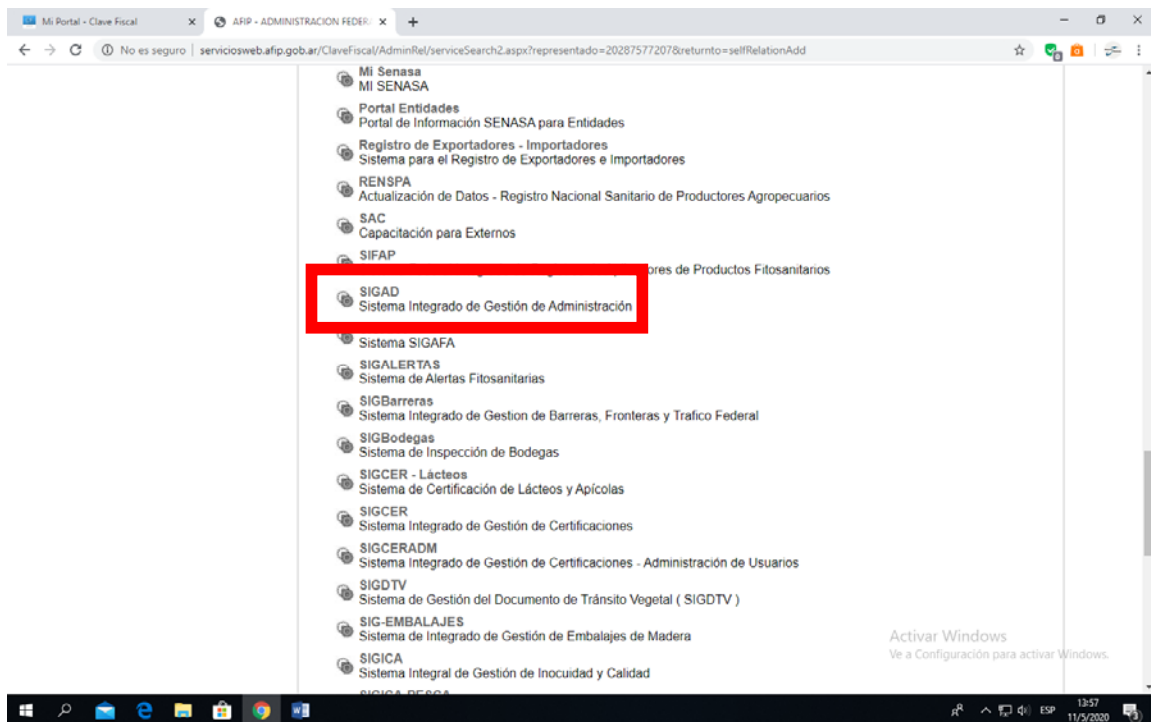 Mi Portal - Clave Fiscal
AFIP - ADMINISTRACION FEDER
No es seguro
serviciosweb.afip.gob.ar/ClaveFiscal/AdminRel/serviceSearch2.aspx?representado=20287577207&returnto=selfRelationAdd
Mi Senasa
MI SENASA
Portal Entidades
Portal de Información SENASA para Entidades
Registro de Exportadores - Importadores
Sistema para el Registro de Exportadores e Importadores
RENSPA
Actualización de Datos - Registro Nacional Sanitario de Productores Agropecuarios
SAC
Capacitación para Externos
SIFAP
de Productos Fitosanitarios
SIGAD
Sistema Integrado de Gestión de Administración
Sistema SIGAFA
SIGALERTAS
Sistema de Alertas Fitosanitarias
SIGBarreras
Sistema Integrado de Gestion de Barreras, Fronteras y Trafico Federal
SIGBodegas
Sistema de Inspección de Bodegas
SIGCER - Lácteos
Sistema de Certificación de Lácteos y Apícolas
SIGCER
Sistema Integrado de Gestión de Certificaciones
SIGCERADM
Sistema Integrado de Gestión de Certificaciones - Administración de Usuarios
SIGDTV
Sistema de Gestión del Documento de Tránsito Vegetal ( SIGDTV )
SIG-EMBALAJES
Sistema de Integrado de Gestión de Embalajes de Madera
SIGICA
Sistema Integral de Gestión de Inocuidad y Calidad
SIGICA-PESCA
Activar Windows
Ve a Configuración para activar Windows.
ESP
13:57
11/5/2020